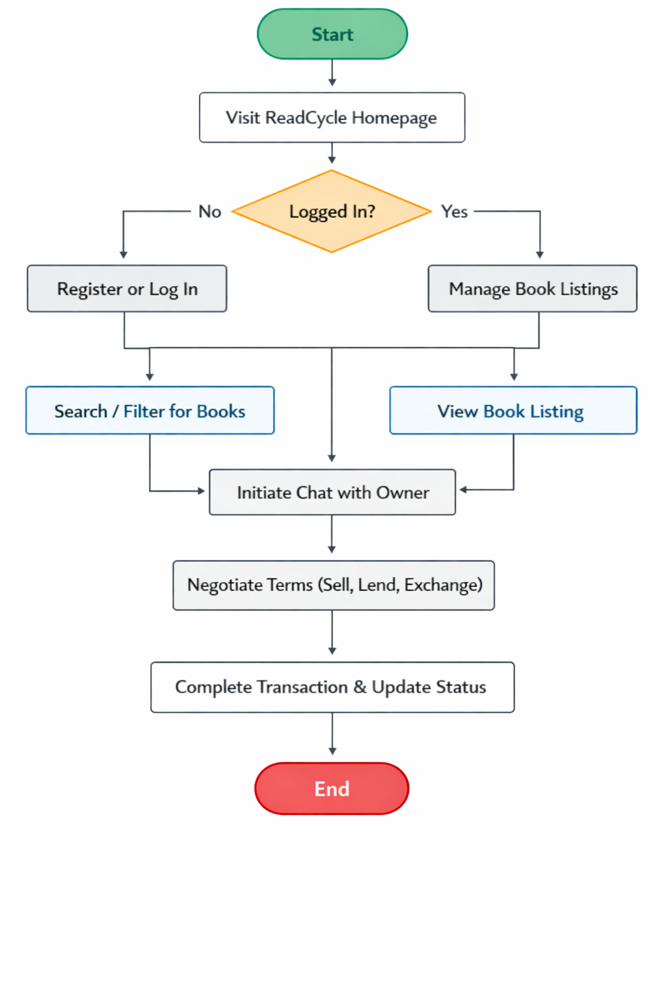 Start
Visit ReadCycle Homepage
No
Logged In?
Yes
Register or Log In
Manage Book Listings
Search / Filter for Books
View Book Listing
Initiate Chat with Owner
Negotiate Terms (Sell, Lend, Exchange)
Complete Transaction & Update Status
End